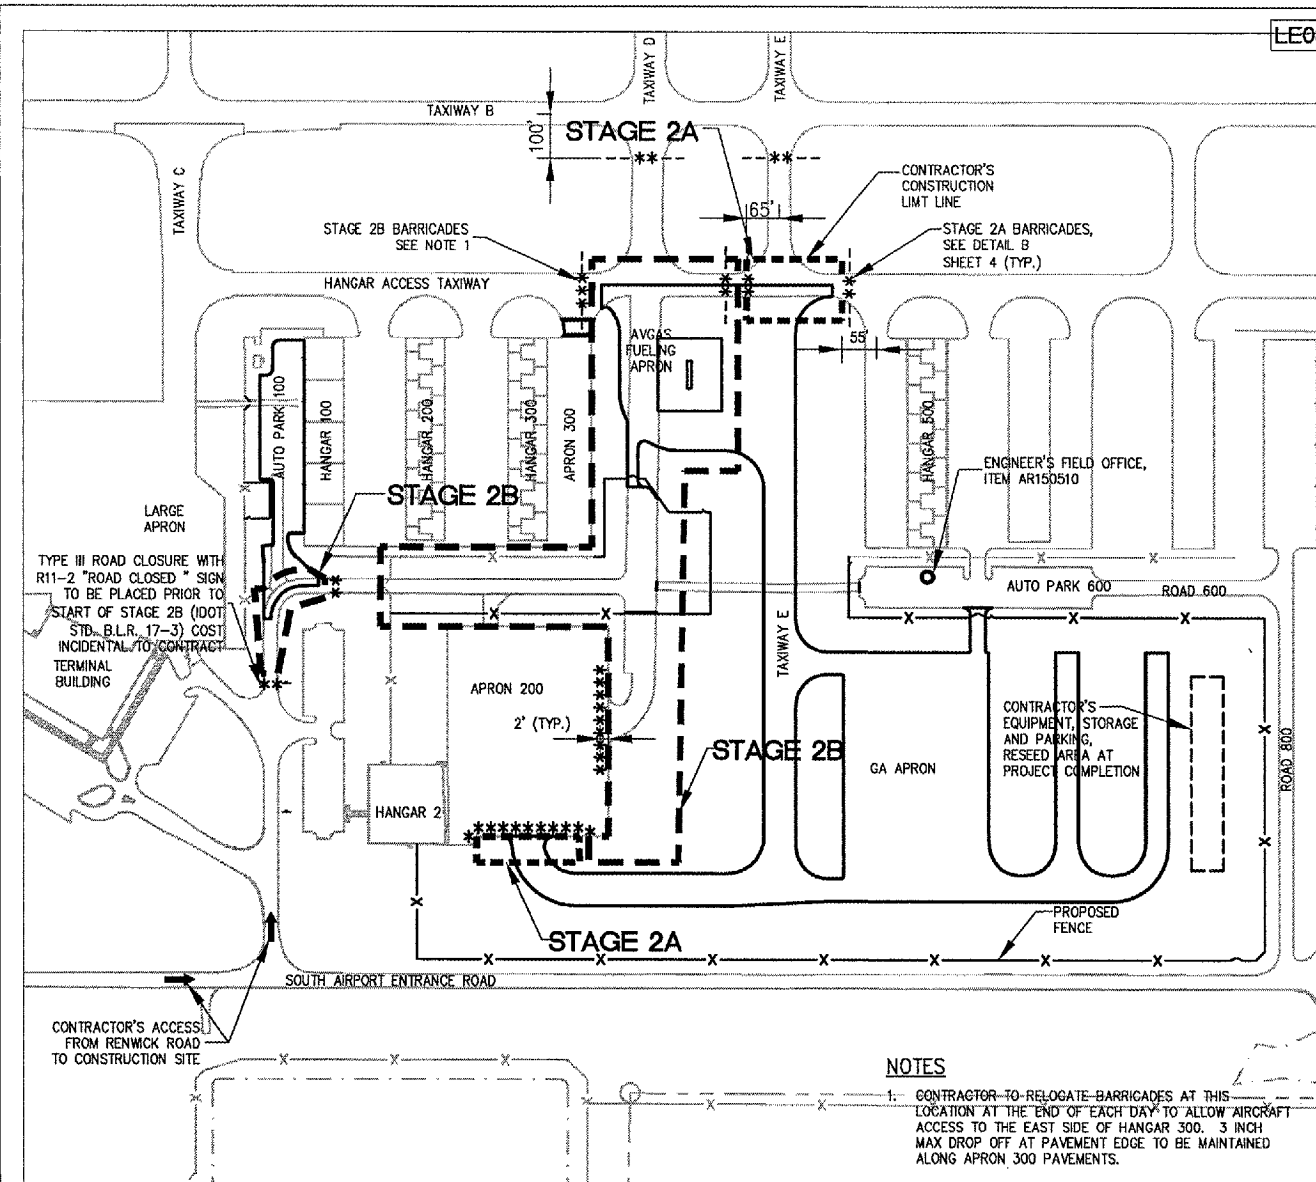 LE0
TAXIWAY D
TAXIWAY E
TAXIWAY B
100'
STAGE 2A
TAXIWAY C
CONTRACTOR'S
CONSTRUCTION
LIMT LINE
65'
STAGE 2B BARRICADES
SEE NOTE 1
STAGE 2A BARRICADES,
SEE DETAIL B
SHEET 4 (TYP.)
HANGAR ACCESS TAXIWAY
AVGAS
FUELING
APRON
55'
AUTO PARK 100
HANGAR 100
HANGAR 200
HANGAR 300
APRON 300
HANGAR 500
ENGINEER'S FIELD OFFICE,
ITEM AR150510
STAGE 2B
LARGE
APRON
TYPE III ROAD CLOSURE WITH
R11-2 "ROAD CLOSED " SIGN
TO BE PLACED PRIOR TO
START OF STAGE 2B (IDOT
STD. B.L.R. 17-3) COST
INCIDENTAL TO CONTRACT
AUTO PARK 600
ROAD 600
TERMINAL
BUILDING
TAXIWAY E
APRON 200
2' (TYP.)
STAGE 2B
CONTRACTOR'S
EQUIPMENT, STORAGE
AND PARKING,
RESEED AREA AT
PROJECT COMPLETION
GA APRON
ROAD 800
HANGAR 2
PROPOSED
FENCE
STAGE 2A
SOUTH AIRPORT ENTRANCE ROAD
CONTRACTOR'S ACCESS
FROM RENWICK ROAD
TO CONSTRUCTION SITE
NOTES
1. CONTRACTOR TO RELOCATE BARRICADES AT THIS
LOCATION AT THE END OF EACH DAY TO ALLOW AIRCRAFT
ACCESS TO THE EAST SIDE OF HANGAR 300. 3 INCH
MAX DROP OFF AT PAVEMENT EDGE TO BE MAINTAINED
ALONG APRON 300 PAVEMENTS.